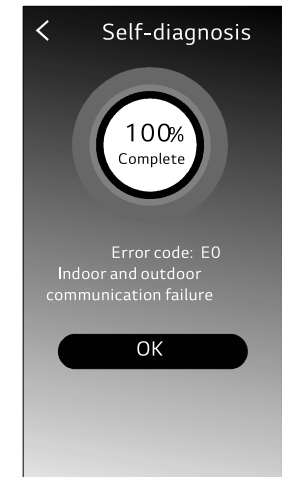 Self-diagnosis
100%
Complete
Error code: E0
Indoor and outdoor
communication failure
OK